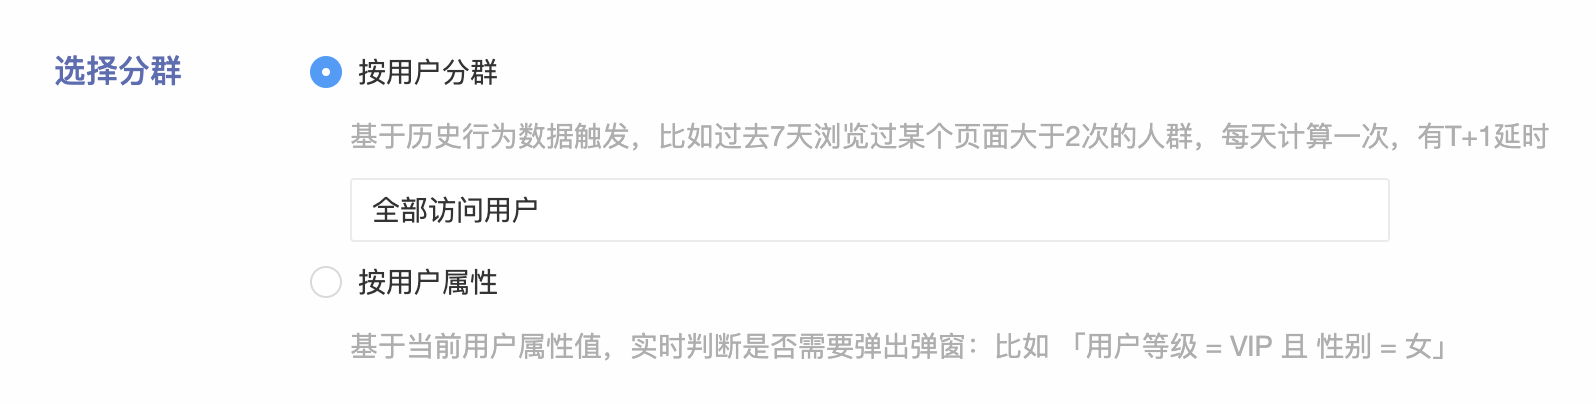 选择分群
按用户分群
基于历史行为数据触发，比如过去7天浏览过某个页面大于2次的人群，每天计算一次，有T+1延时
全部访问用户
按用户属性
基于当前用户属性值，实时判断是否需要弹出弹窗：比如 「用户等级 = VIP 且 性别 = 女」